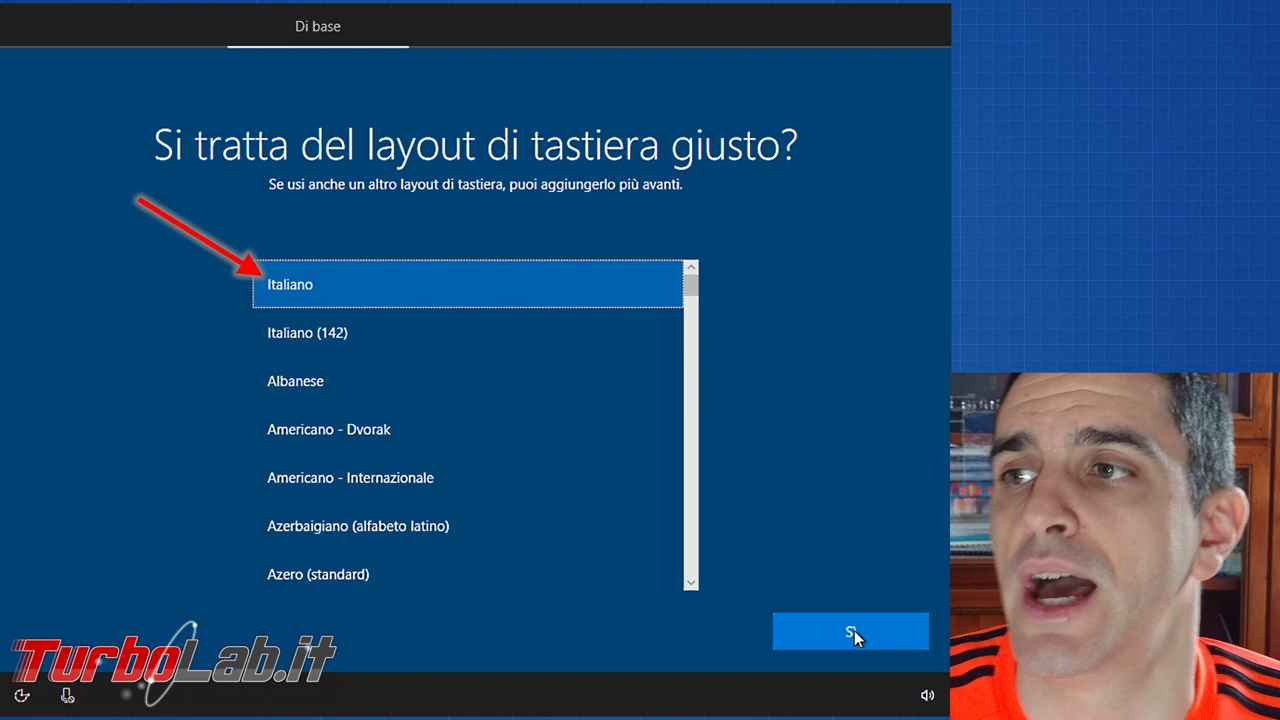 Di base
Si tratta del layout di tastiera giusto?
Se usi anche un altro layout di tastiera, puoi aggiungerlo più avanti.
Italiano
Italiano (142)
Albanese
Americano - Dvorak
Americano - Internazionale
Azerbaigiano (alfabeto latino)
Azero (standard)
TurboLab.it